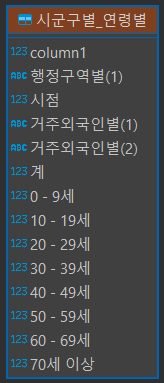 시군구별_연령별
123 column1
ABC 행정구역별(1)
123 시점
ABC 거주외국인별(1)
ABC 거주외국인별(2)
123 계
123 0 - 9세
123 10 - 19세
123 20 - 29세
123 30 - 39세
123 40 - 49세
123 50 - 59세
123 60 - 69세
123 70세 이상